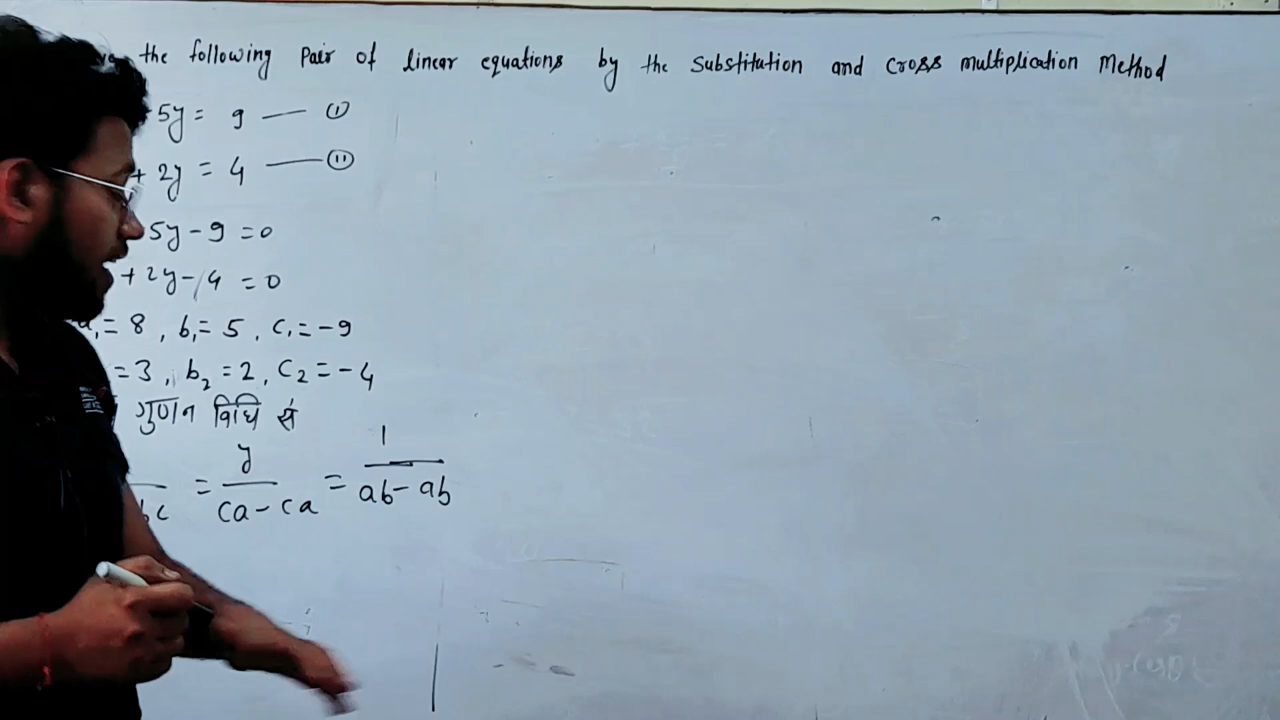 the following Pair of linear equations by the Substitution and Cross multiplication Method
5y = 9 — (I)
+ 2y = 4 — (II)
5y - 9 = 0
+ 2y - 4 = 0
a₁ = 8 , b₁ = 5 , c₁ = -9
= 3 , b₂ = 2 , C₂ = -4
गुणन विधि से
y 1
bc = ca - ca = ab - ab